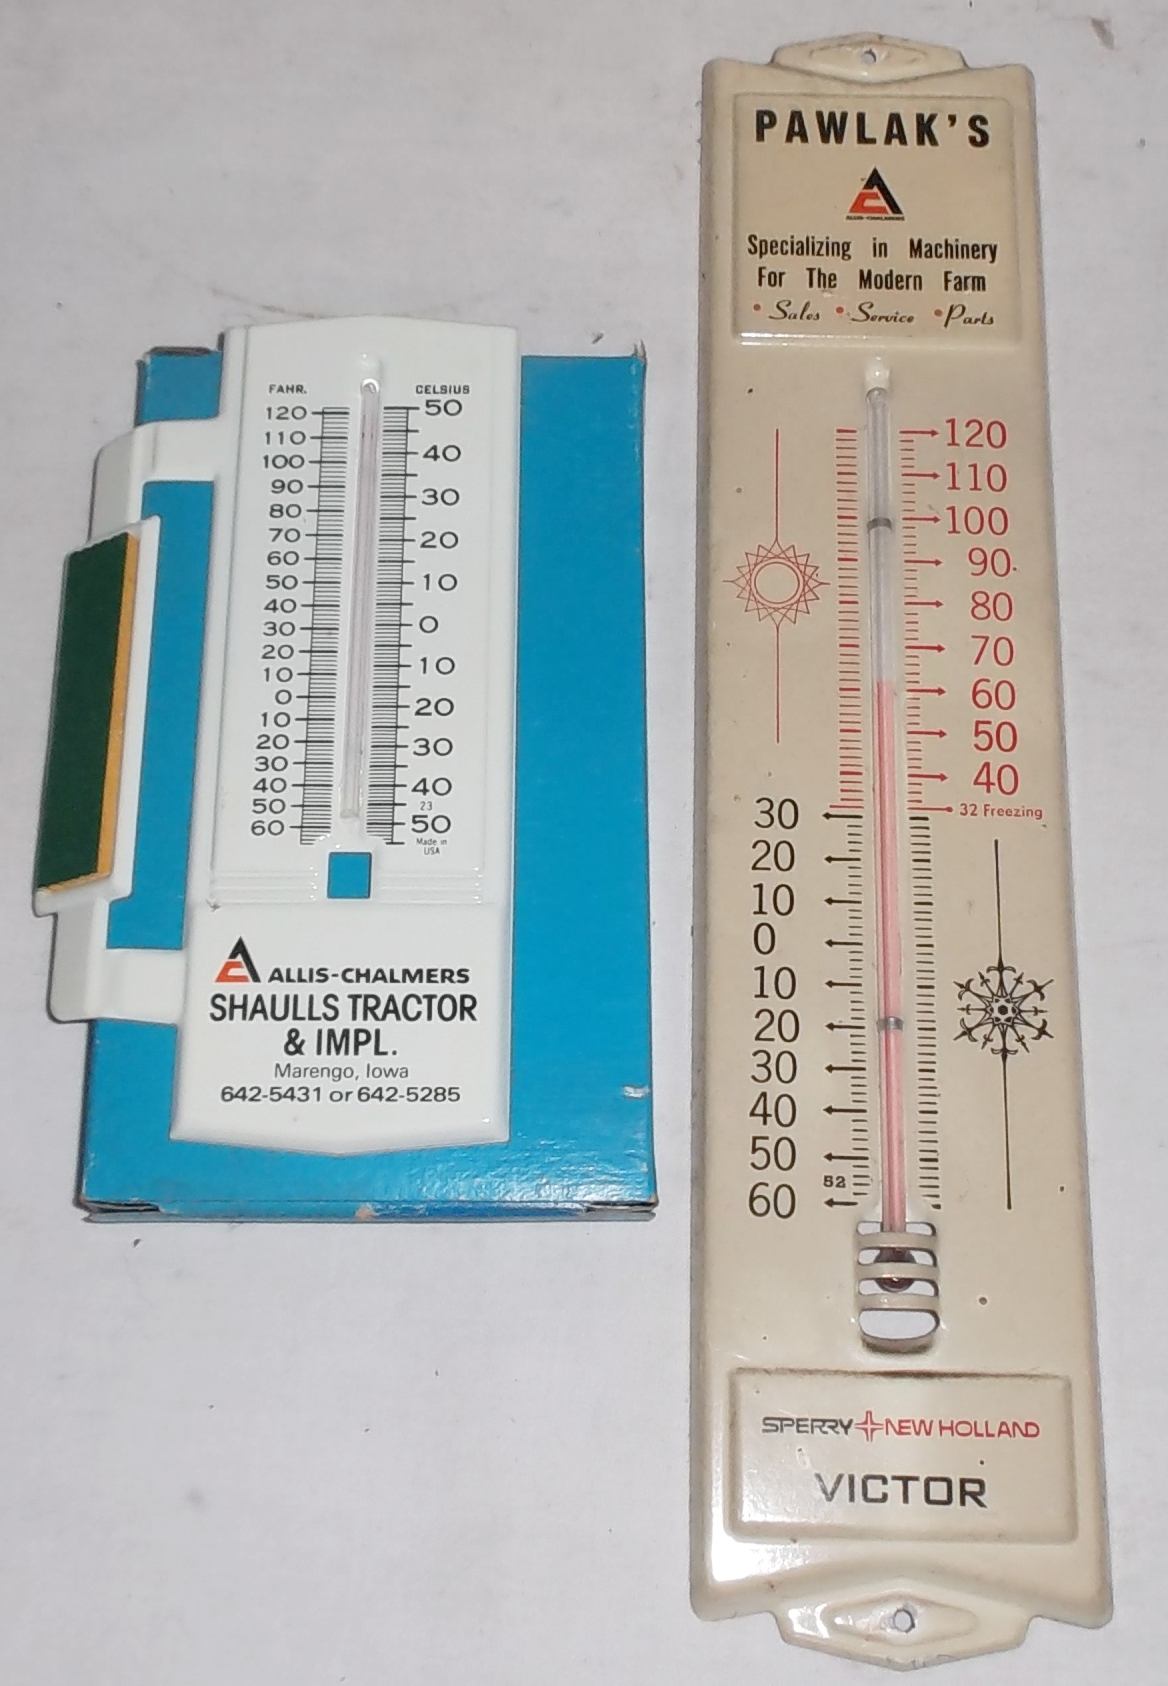 FAHR. CELSIUS
120 50
110
100 40
90
80 30
70
60 20
50 10
40
30 0
20
10 10
0
10 20
20
30 30
40 40
50 23
60 50
Made in
USA
ALLIS-CHALMERS
SHAULLS TRACTOR
& IMPL.
Marengo, Iowa
642-5431 or 642-5285
PAWLAK'S
ALLIS-CHALMERS
Specializing in Machinery
For The Modern Farm
• Sales • Service • Parts
120
110
100
90
80
70
60
50
40
32 Freezing
30
20
10
0
10
20
30
40
50
52
60
SPERRY NEW HOLLAND
VICTOR